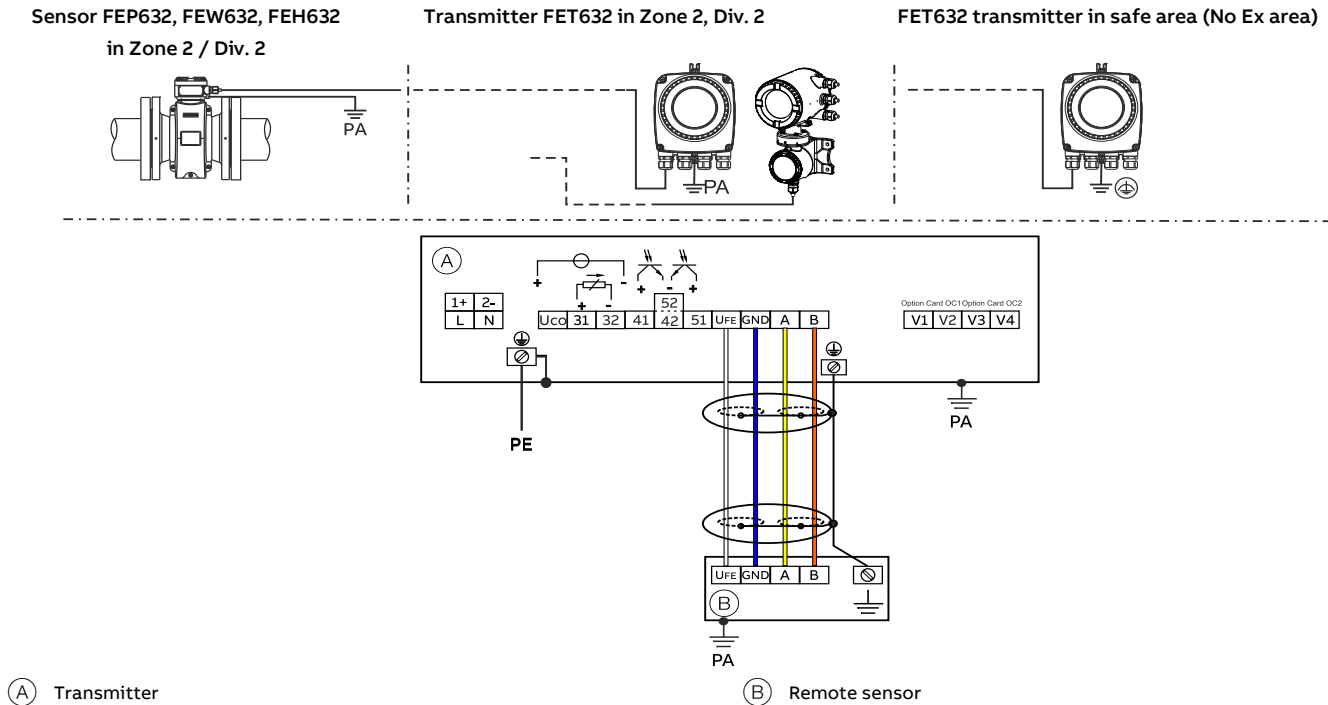 Sensor FEP632, FEW632, FEH632
in Zone 2 / Div. 2
Transmitter FET632 in Zone 2, Div. 2
FET632 transmitter in safe area (No Ex area)
PA
PA
A
+ - + - +
+ -
1+ 2-
L N
52
Uco 31 32 41 42 51 UFE GND A B
Option Card OC1 Option Card OC2
V1 V2 V3 V4
PE
PA
UFE GND A B
B
PA
A Transmitter
B Remote sensor